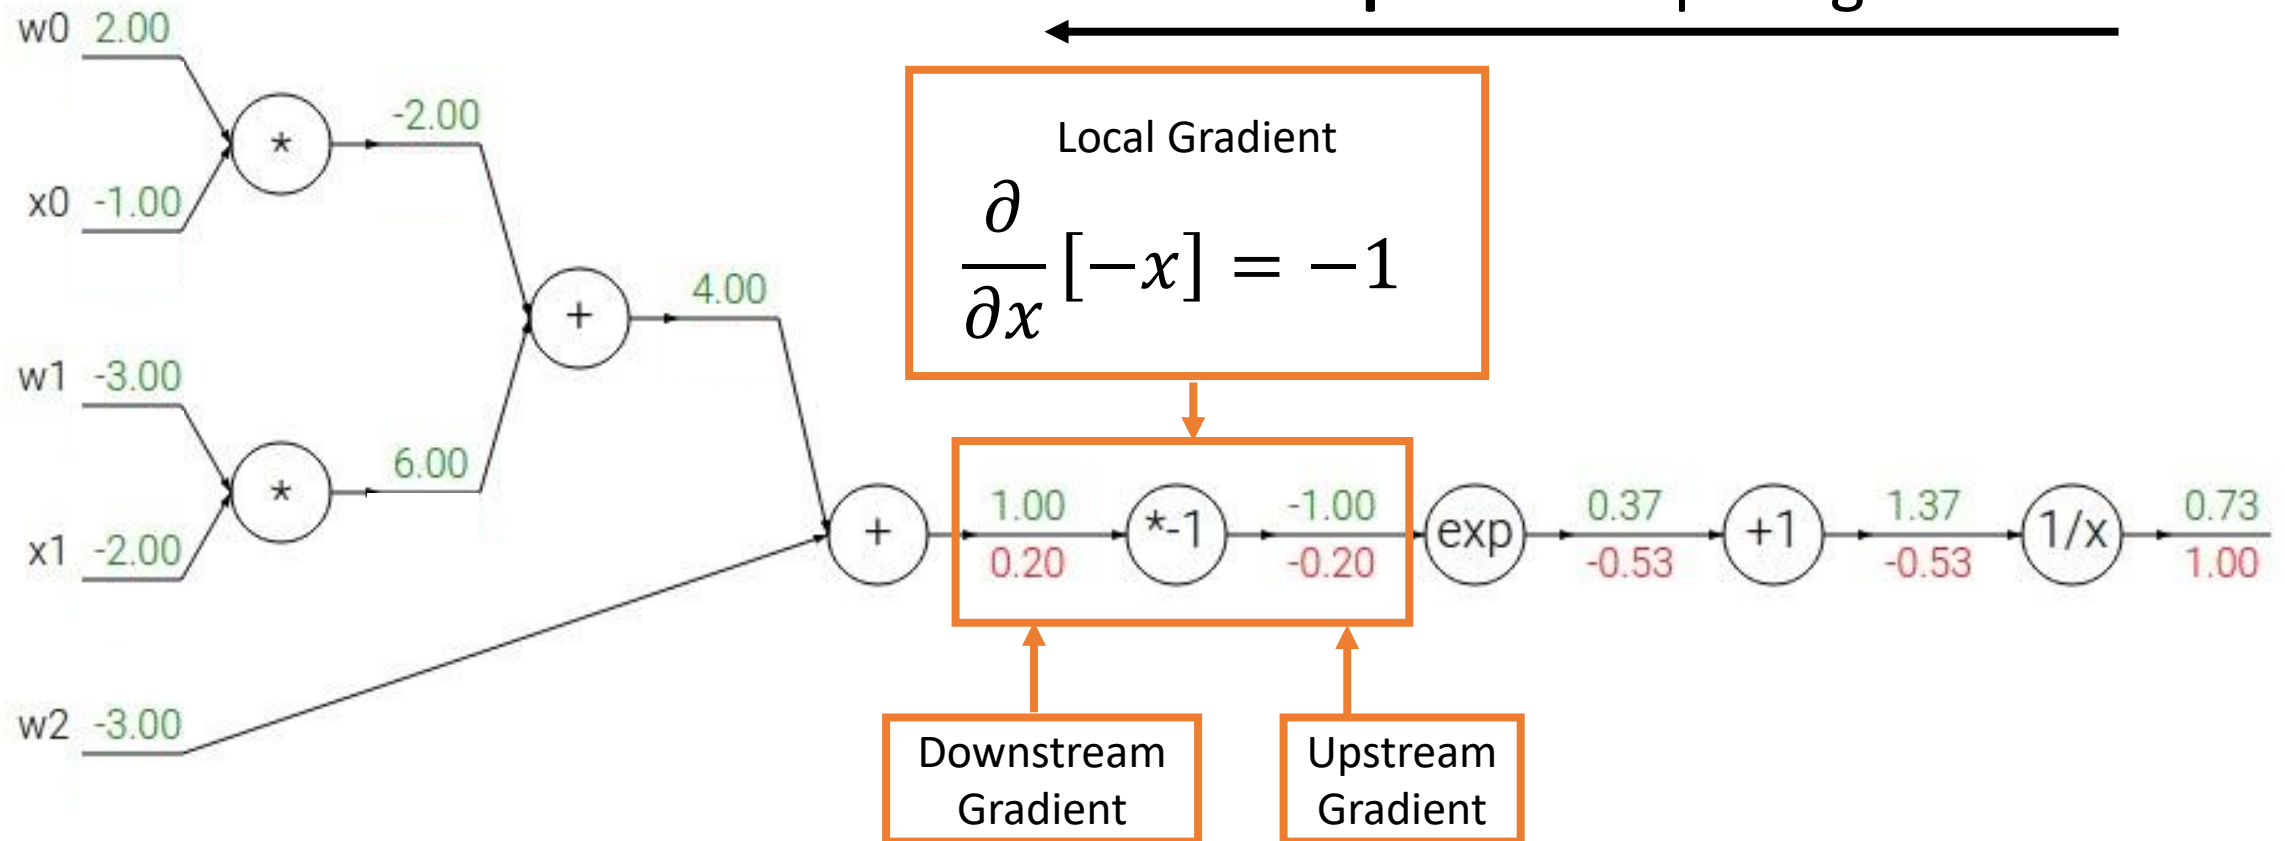 w0 2.00
x0 -1.00
*
-2.00
w1 -3.00
x1 -2.00
*
6.00
+
4.00
w2 -3.00
+
Local Gradient
∂/∂x [−x] = −1
1.00
0.20
*-1
-1.00
-0.20
exp
0.37
-0.53
+1
1.37
-0.53
1/x
0.73
1.00
Downstream
Gradient
Upstream
Gradient